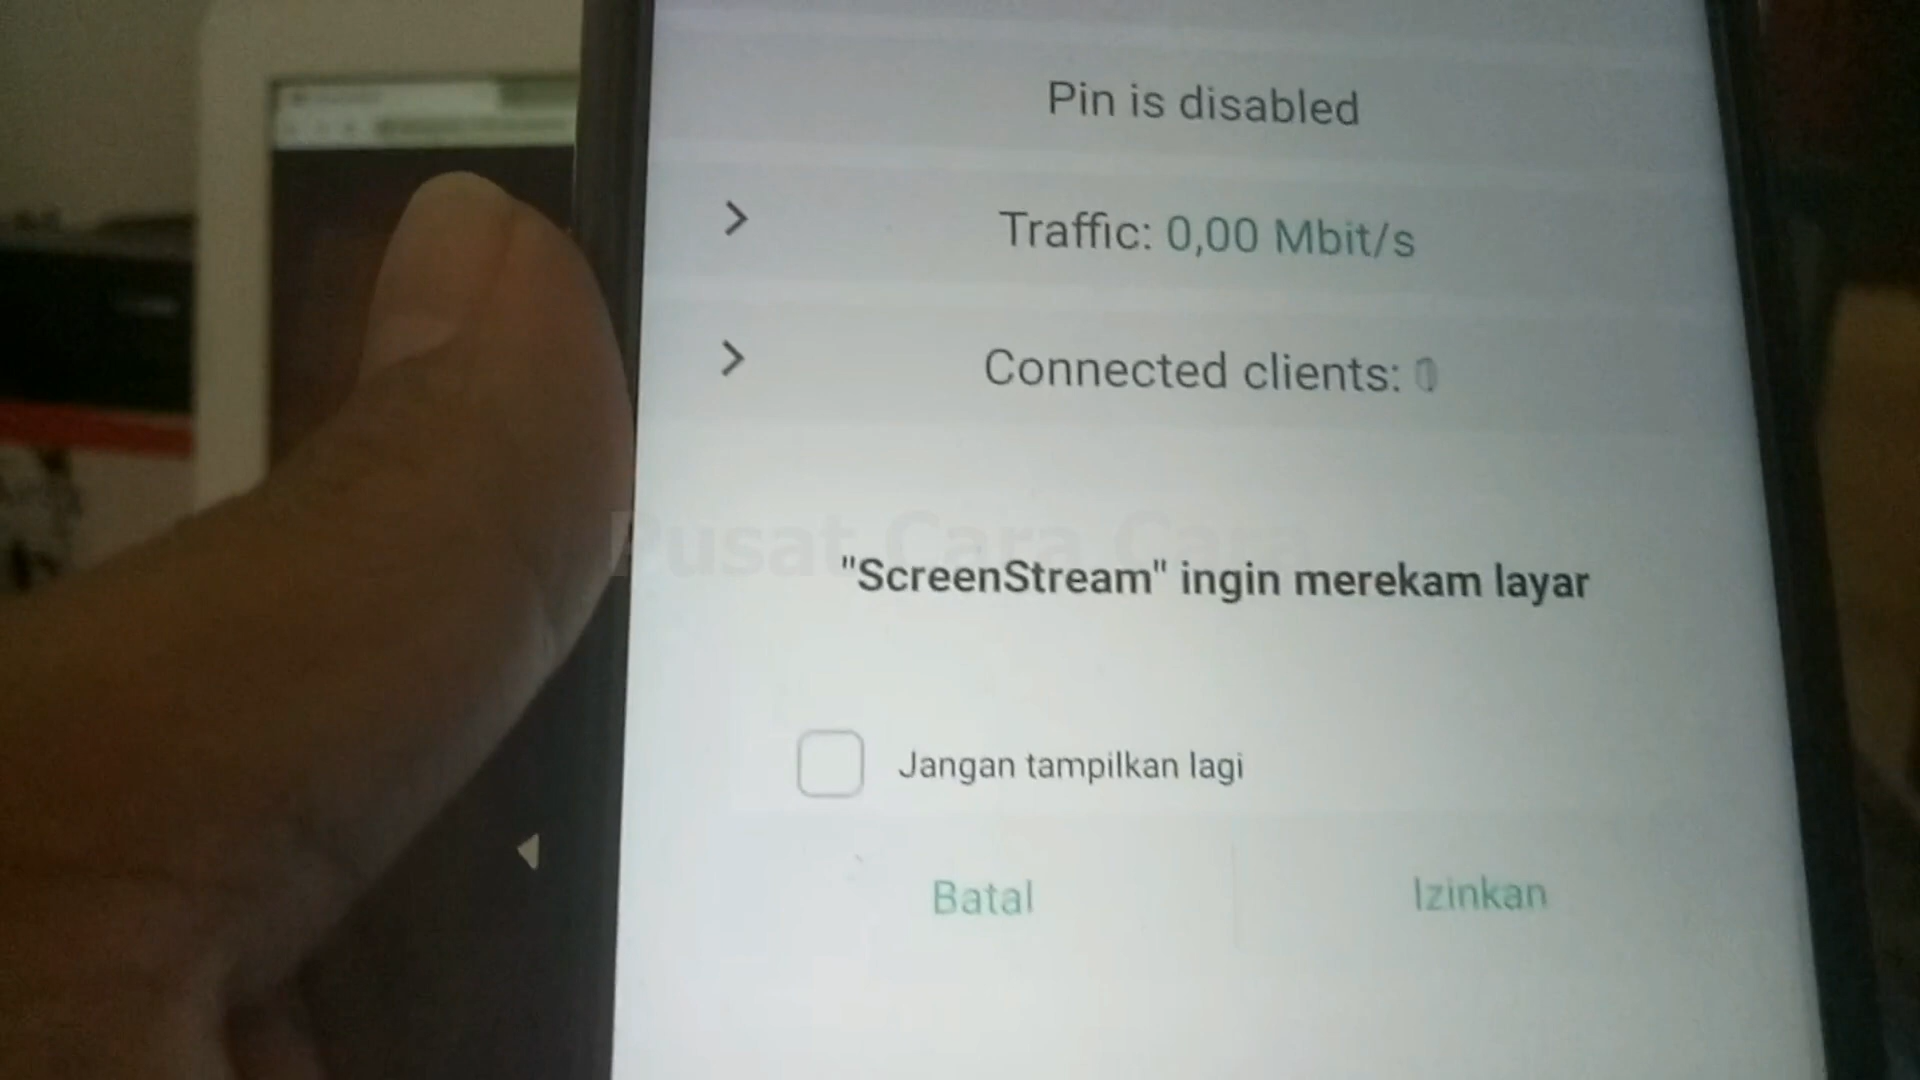 Pin is disabled
Traffic: 0,00 Mbit/s
Connected clients: 0
Pusat Cara Cara
"ScreenStream" ingin merekam layar
Jangan tampilkan lagi
Batal
Izinkan